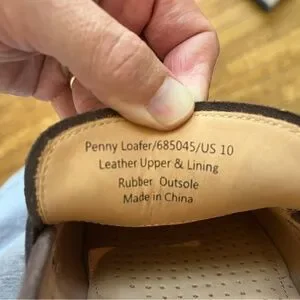 Penny Loafer/685045/US 10
Leather Upper & Lining
Rubber Outsole
Made in China